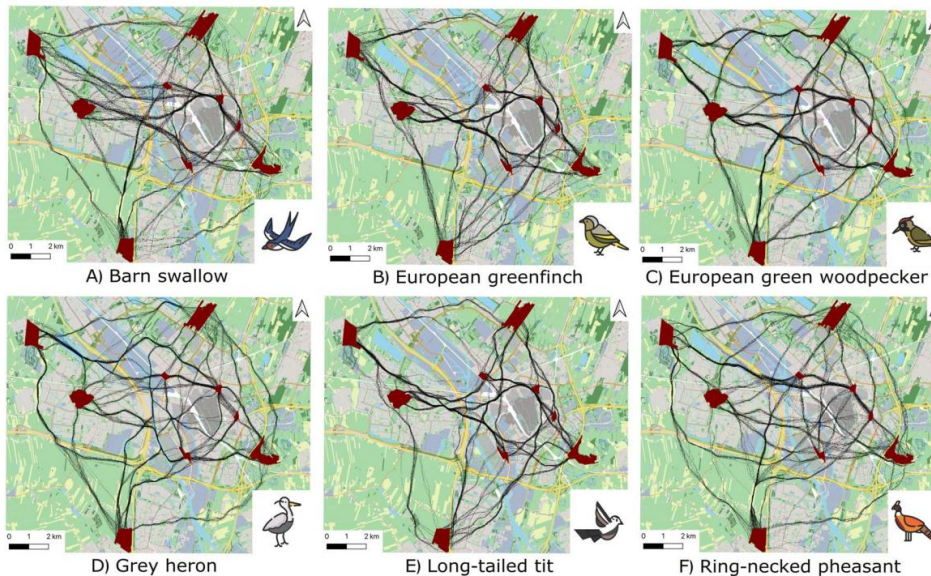 0 1 2 km
A) Barn swallow
0 1 2 km
B) European greenfinch
0 1 2 km
C) European green woodpecker
0 1 2 km
D) Grey heron
0 1 2 km
E) Long-tailed tit
0 1 2 km
F) Ring-necked pheasant